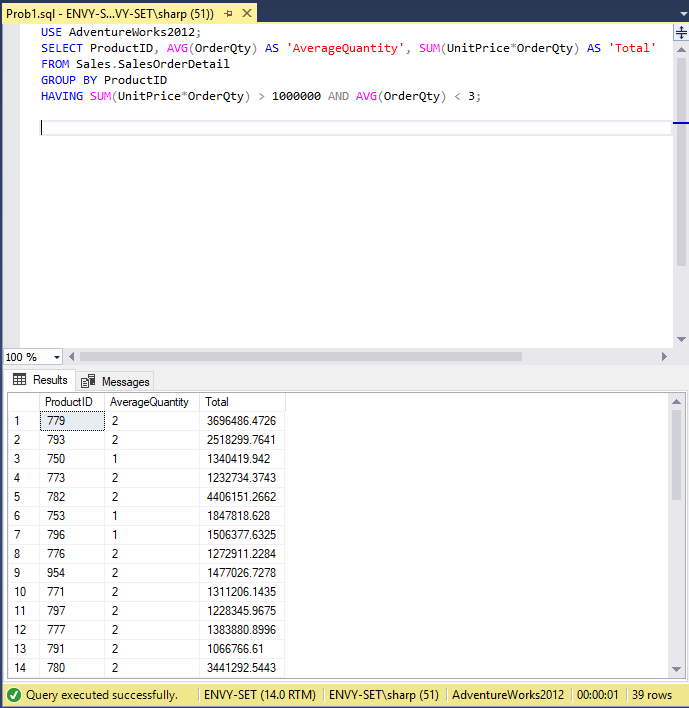 Prob1.sql - ENVY-S...VY-SET\sharp (51))
USE AdventureWorks2012;
SELECT ProductID, AVG(OrderQty) AS 'AverageQuantity', SUM(UnitPrice*OrderQty) AS 'Total'
FROM Sales.SalesOrderDetail
GROUP BY ProductID
HAVING SUM(UnitPrice*OrderQty) > 1000000 AND AVG(OrderQty) < 3;
100 %
Results Messages
ProductID AverageQuantity Total
1 779 2 3696486.4726
2 793 2 2518299.7641
3 750 1 1340419.942
4 773 2 1232734.3743
5 782 2 4406151.2662
6 753 1 1847818.628
7 796 1 1506377.6325
8 776 2 1272911.2284
9 954 2 1477026.7278
10 771 2 1311206.1435
11 797 2 1228345.9675
12 777 2 1383880.8996
13 791 2 1066766.61
14 780 2 3441292.5443
Query executed successfully. ENVY-SET (14.0 RTM) ENVY-SET\sharp (51) AdventureWorks2012 00:00:01 39 rows